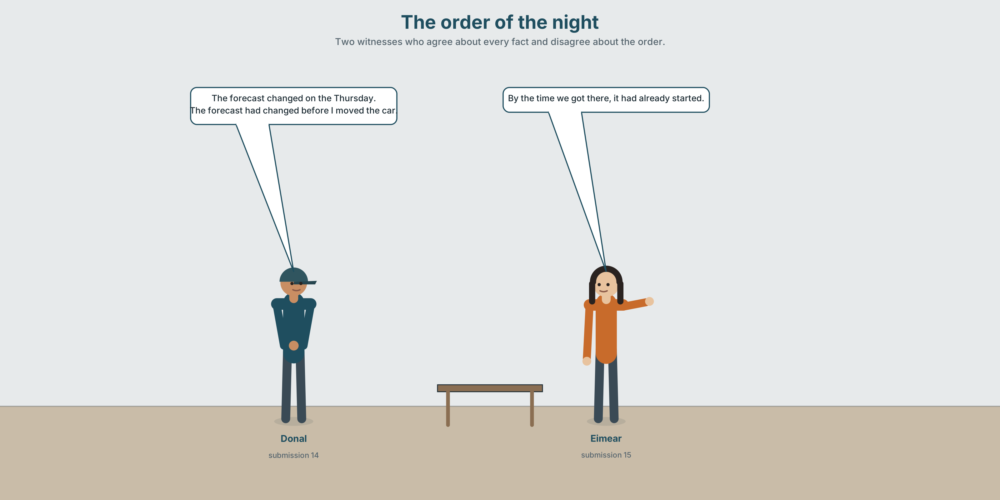 The order of the night
Two witnesses who agree about every fact and disagree about the order.
The forecast changed on the Thursday.
The forecast had changed before I moved the car.
By the time we got there, it had already started.
Donal
submission 14
Eimear
submission 15